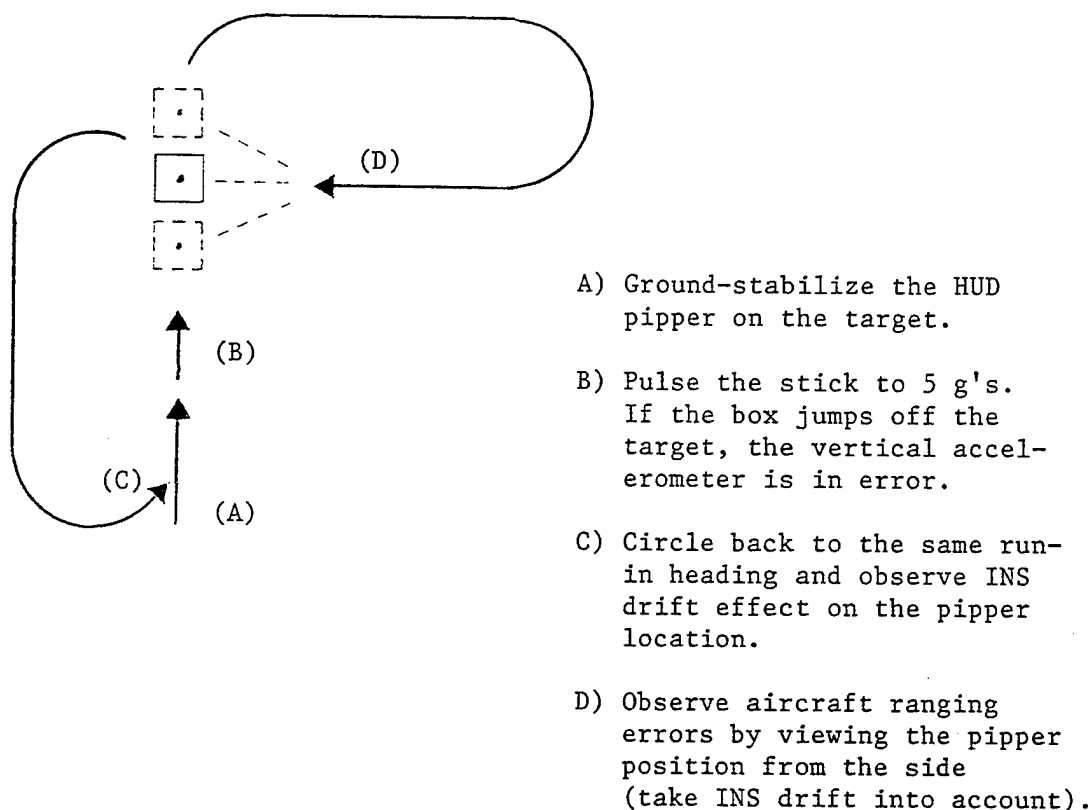 (D)
(B)
(C)
(A)
A) Ground-stabilize the HUD
pipper on the target.
B) Pulse the stick to 5 g's.
If the box jumps off the
target, the vertical accel-
erometer is in error.
C) Circle back to the same run-
in heading and observe INS
drift effect on the pipper
location.
D) Observe aircraft ranging
errors by viewing the pipper
position from the side
(take INS drift into account).